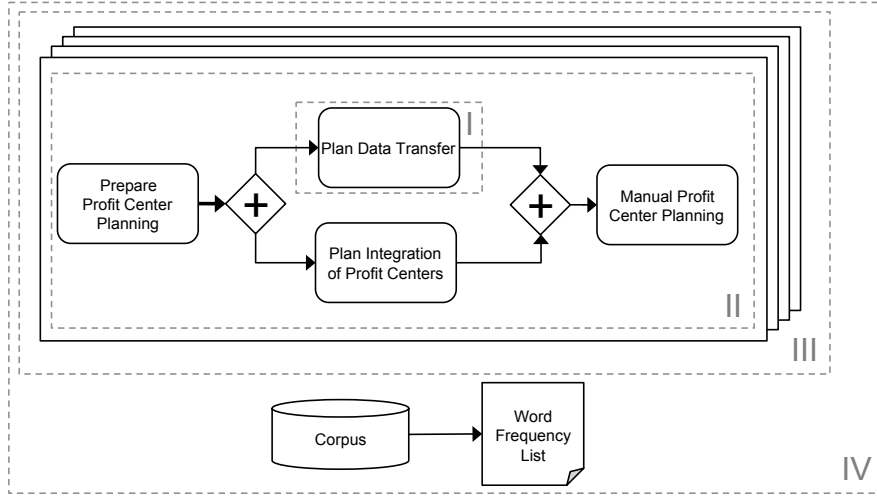 I
Plan Data Transfer
Prepare
Profit Center
Planning
Manual Profit
Center Planning
Plan Integration
of Profit Centers
II
III
Corpus
Word
Frequency
List
IV